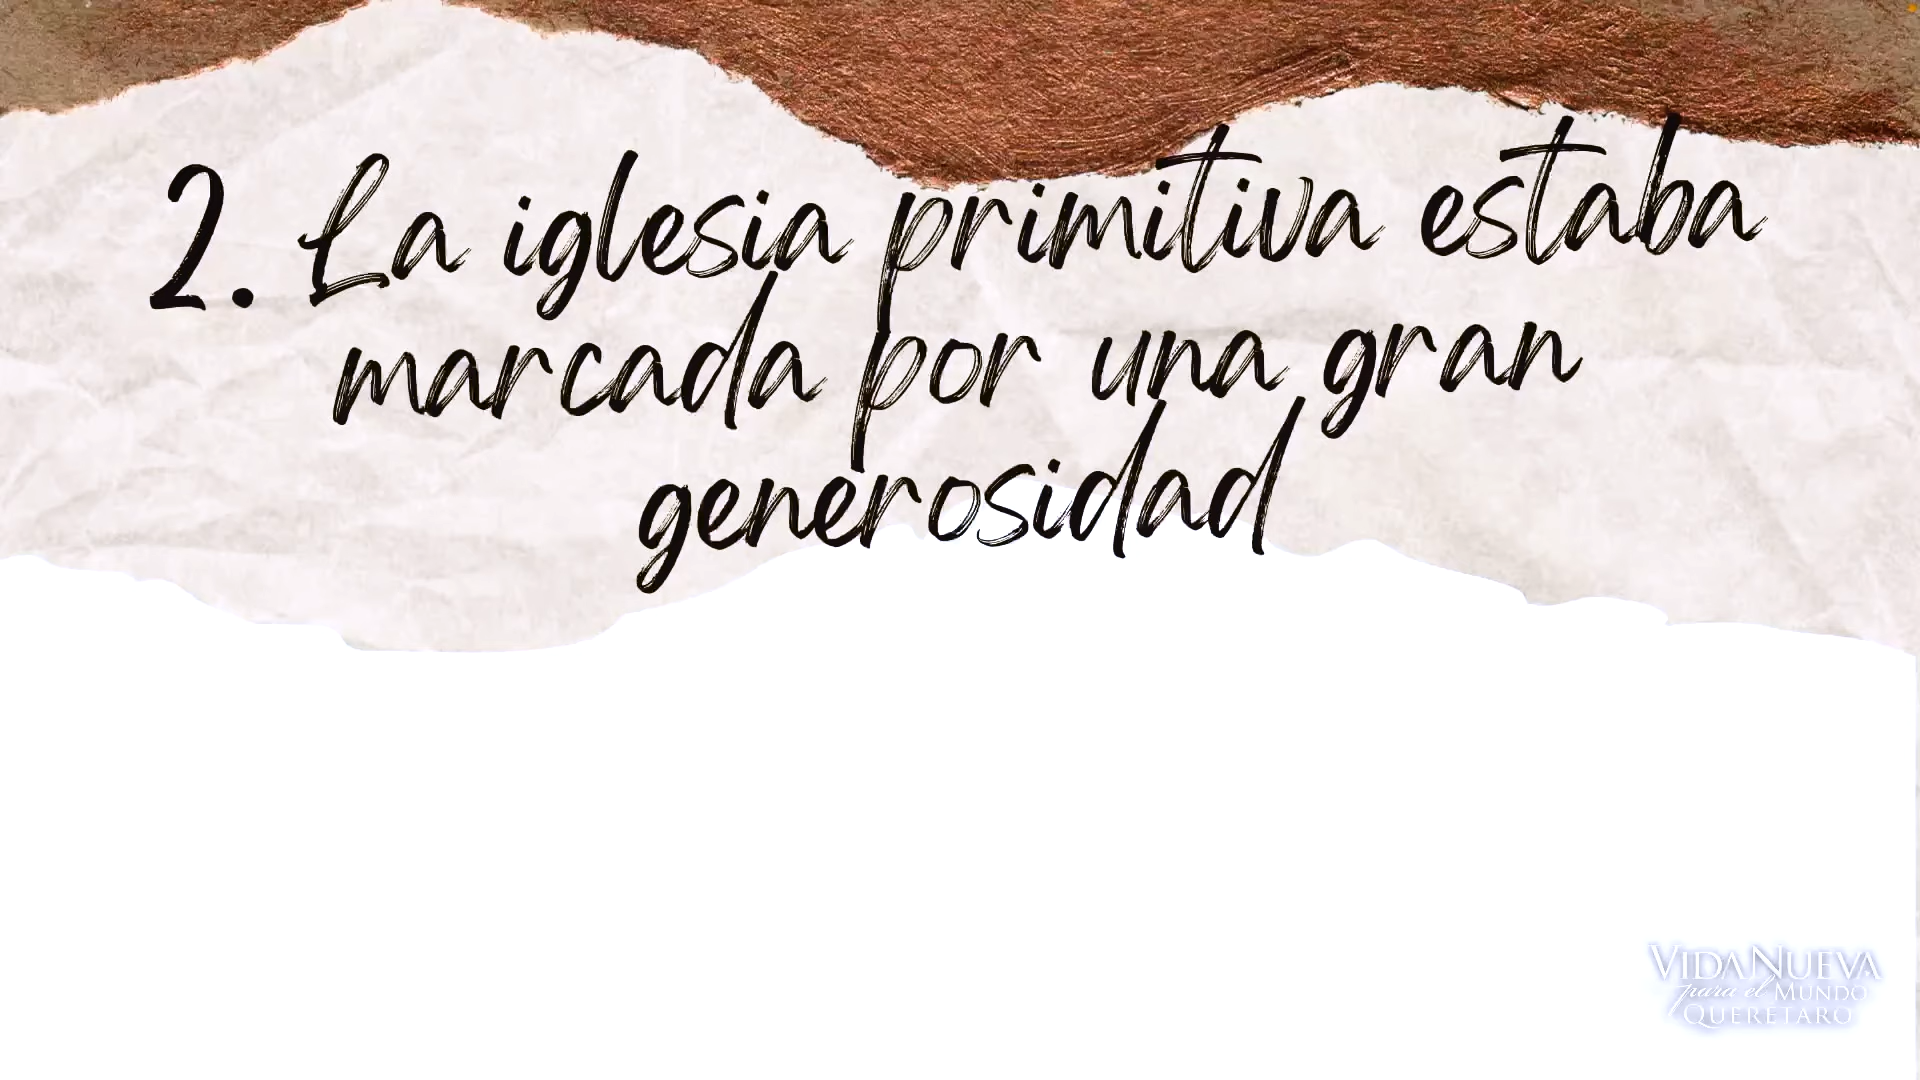 2. La iglesia primitiva estaba
marcada por una gran
generosidad
VIDA NUEVA
para el MUNDO
QUERÉTARO